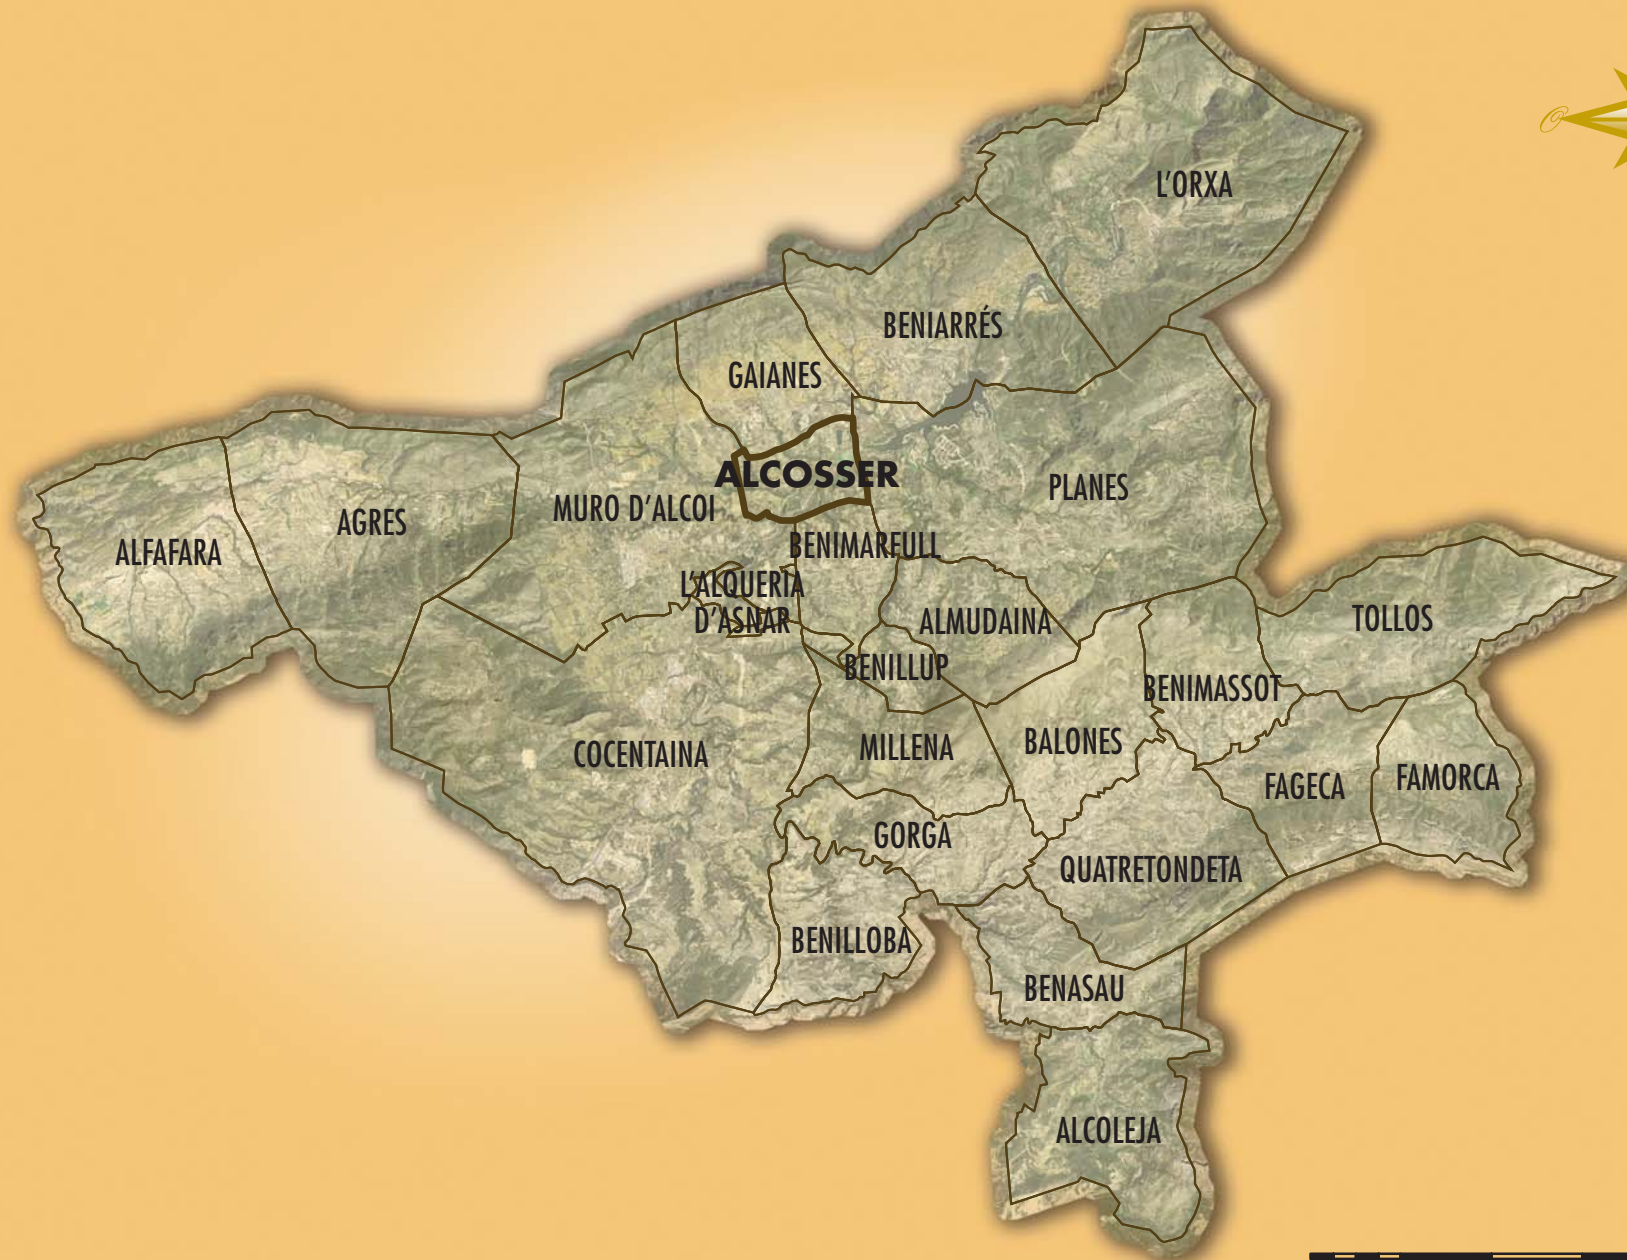 L'ORXA
O
BENIARRÉS
GAIANES
ALCOSSER
PLANES
MURO D'ALCOI
AGRES
ALFAFARA
BENIMARFULL
L'ALQUERIA
D'ASNAR
ALMUDAINA
TOLLOS
BENILLUP
BENIMASSOT
COCENTAINA
MILLENA
BALONES
FAGECA
FAMORCA
GORGA
QUATRETONDETA
BENILLOBA
BENASAU
ALCOLEJA